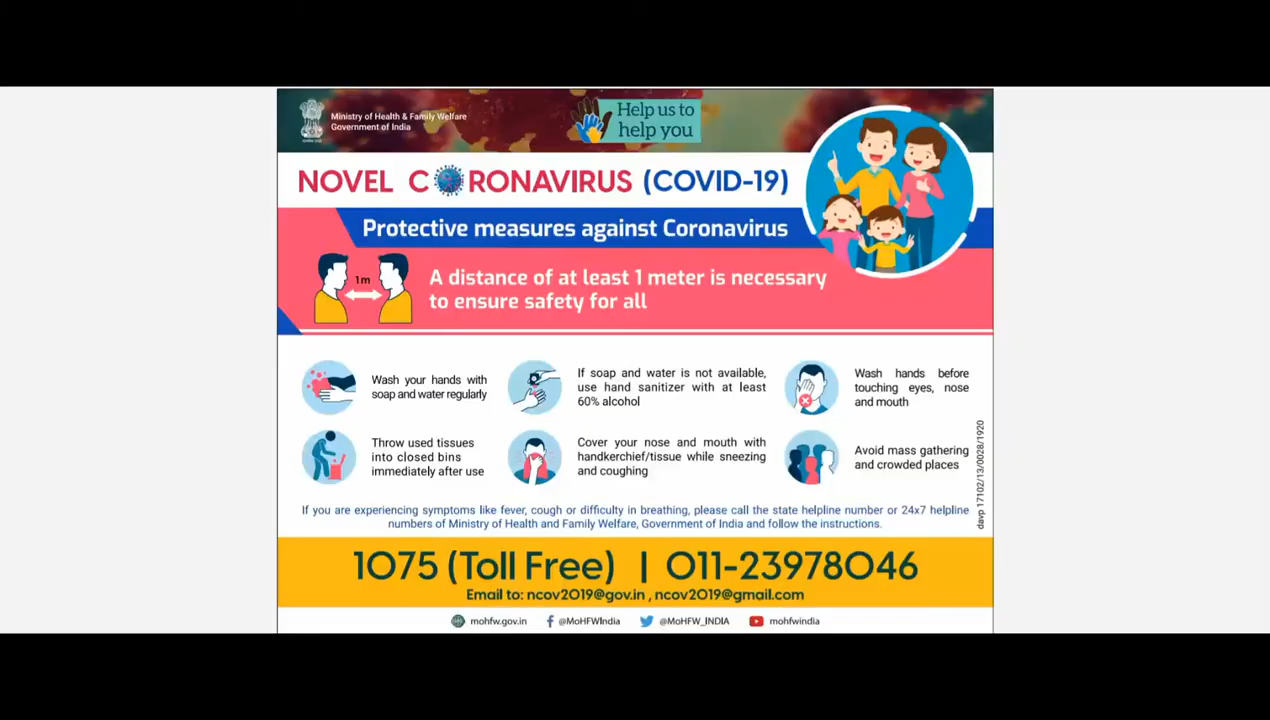 Ministry of Health & Family Welfare
Government of India
Help us to
help you
NOVEL CORONAVIRUS (COVID-19)
Protective measures against Coronavirus
1m
A distance of at least 1 meter is necessary
to ensure safety for all
Wash your hands with
soap and water regularly
If soap and water is not available,
use hand sanitizer with at least
60% alcohol
Wash hands before
touching eyes, nose
and mouth
Throw used tissues
into closed bins
immediately after use
Cover your nose and mouth with
handkerchief/tissue while sneezing
and coughing
Avoid mass gathering
and crowded places
davp 17102/13/0028/1920
If you are experiencing symptoms like fever, cough or difficulty in breathing, please call the state helpline number or 24x7 helpline
numbers of Ministry of Health and Family Welfare, Government of India and follow the instructions.
1075 (Toll Free) | 011-23978046
Email to: ncov2019@gov.in , ncov2019@gmail.com
mohfw.gov.in @MoHFWIndia @MoHFW_INDIA mohfwindia